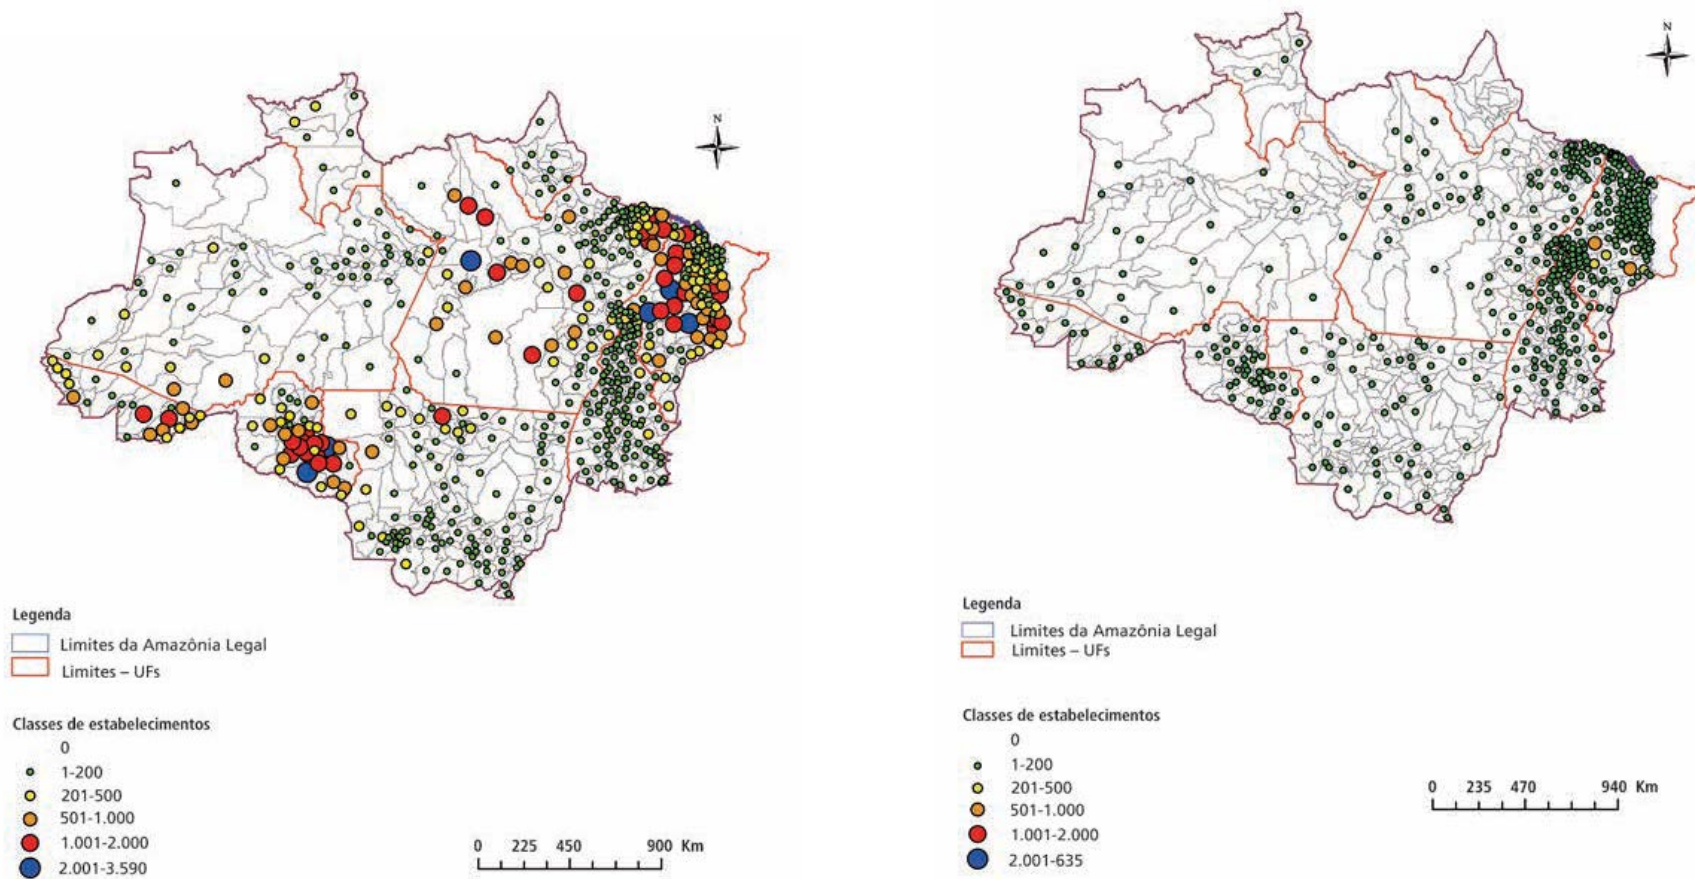 N
Legenda
Limites da Amazônia Legal
Limites – UFs
Classes de estabelecimentos
0
1-200
201-500
501-1.000
1.001-2.000
2.001-3.590
0 225 450 900 Km
N
Legenda
Limites da Amazônia Legal
Limites – UFs
Classes de estabelecimentos
0
1-200
201-500
501-1.000
1.001-2.000
2.001-635
0 235 470 940 Km